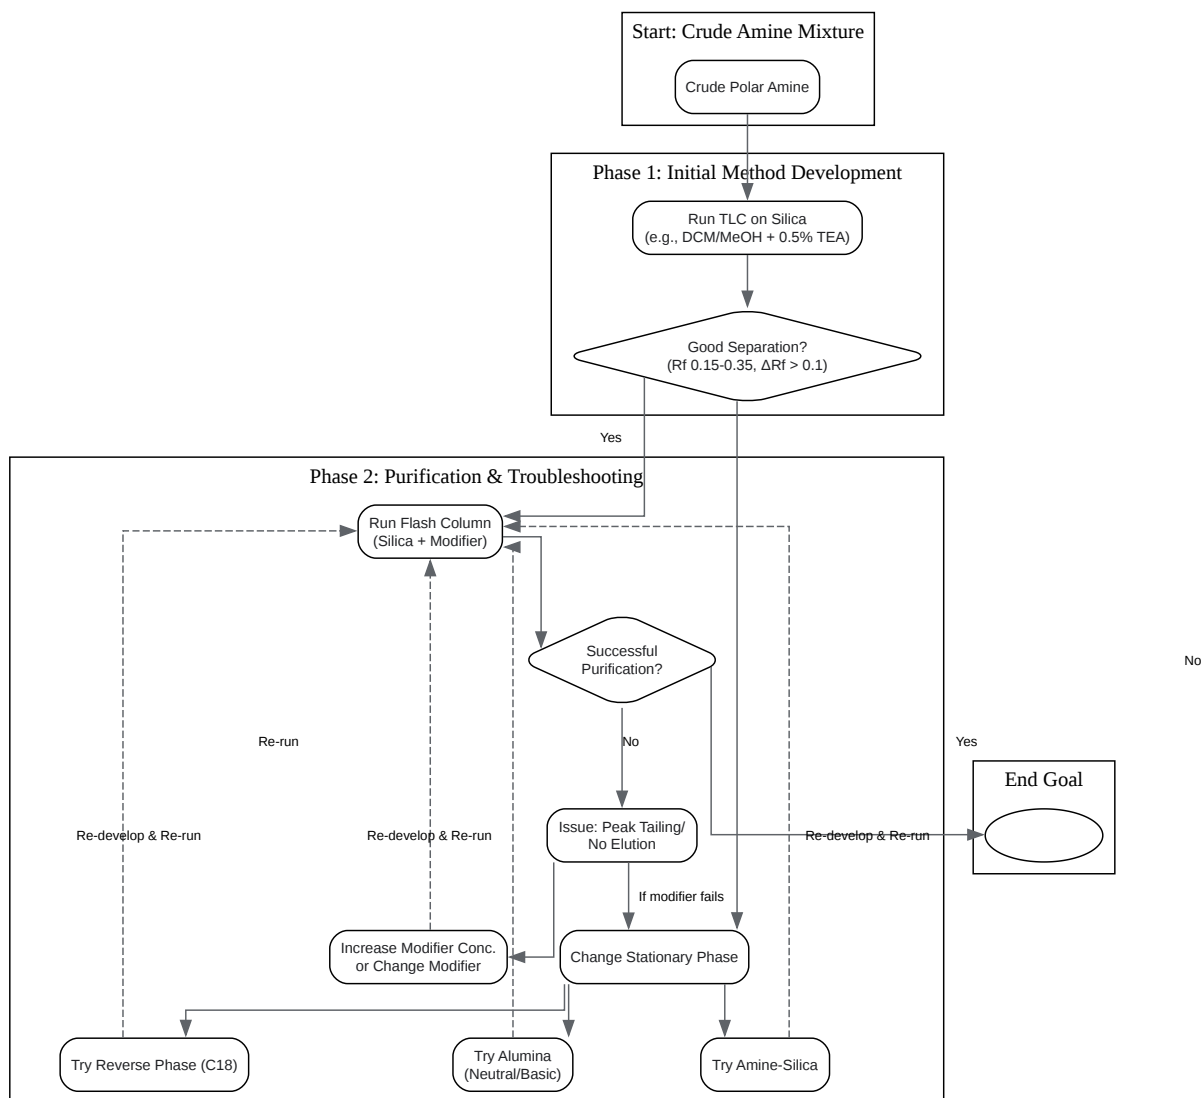 Start: Crude Amine Mixture
Crude Polar Amine
Phase 1: Initial Method Development
Run TLC on Silica
(e.g., DCM/MeOH + 0.5% TEA)
Good Separation?
(Rf 0.15-0.35, ΔRf > 0.1)
Yes
Phase 2: Purification & Troubleshooting
Run Flash Column
(Silica + Modifier)
Successful
Purification?
No
Re-run
No
Yes
End Goal
Issue: Peak Tailing/
No Elution
Re-develop & Re-run
Re-develop & Re-run
Re-develop & Re-run
If modifier fails
Increase Modifier Conc.
or Change Modifier
Change Stationary Phase
Try Reverse Phase (C18)
Try Alumina
(Neutral/Basic)
Try Amine-Silica